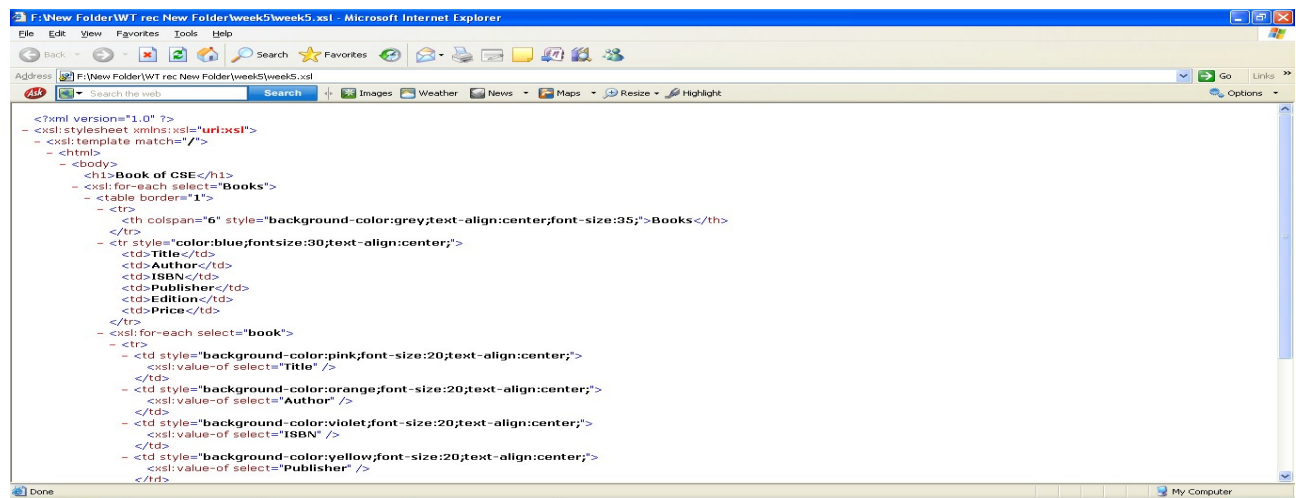 F:\New Folder\WT rec New Folder\week5\week5.xsl - Microsoft Internet Explorer
File Edit View Favorites Tools Help
Back Search Favorites
Address F:\New Folder\WT rec New Folder\week5\week5.xsl Go Links »
Ask Search the web Search Images Weather News Maps Resize Highlight Options
<?xml version="1.0" ?>
- <xsl:stylesheet xmlns:xsl="uri:xsl">
- <xsl:template match="/">
- <html>
- <body>
<h1>Book of CSE</h1>
- <xsl:for-each select="Books">
- <table border="1">
- <tr>
<th colspan="6" style="background-color:grey;text-align:center;font-size:35;">Books</th>
</tr>
- <tr style="color:blue;fontsize:30;text-align:center;">
<td>Title</td>
<td>Author</td>
<td>ISBN</td>
<td>Publisher</td>
<td>Edition</td>
<td>Price</td>
</tr>
- <xsl:for-each select="book">
- <tr>
- <td style="background-color:pink;font-size:20;text-align:center;">
<xsl:value-of select="Title" />
</td>
- <td style="background-color:orange;font-size:20;text-align:center;">
<xsl:value-of select="Author" />
</td>
- <td style="background-color:violet;font-size:20;text-align:center;">
<xsl:value-of select="ISBN" />
</td>
- <td style="background-color:yellow;font-size:20;text-align:center;">
<xsl:value-of select="Publisher" />
</td>
Done My Computer